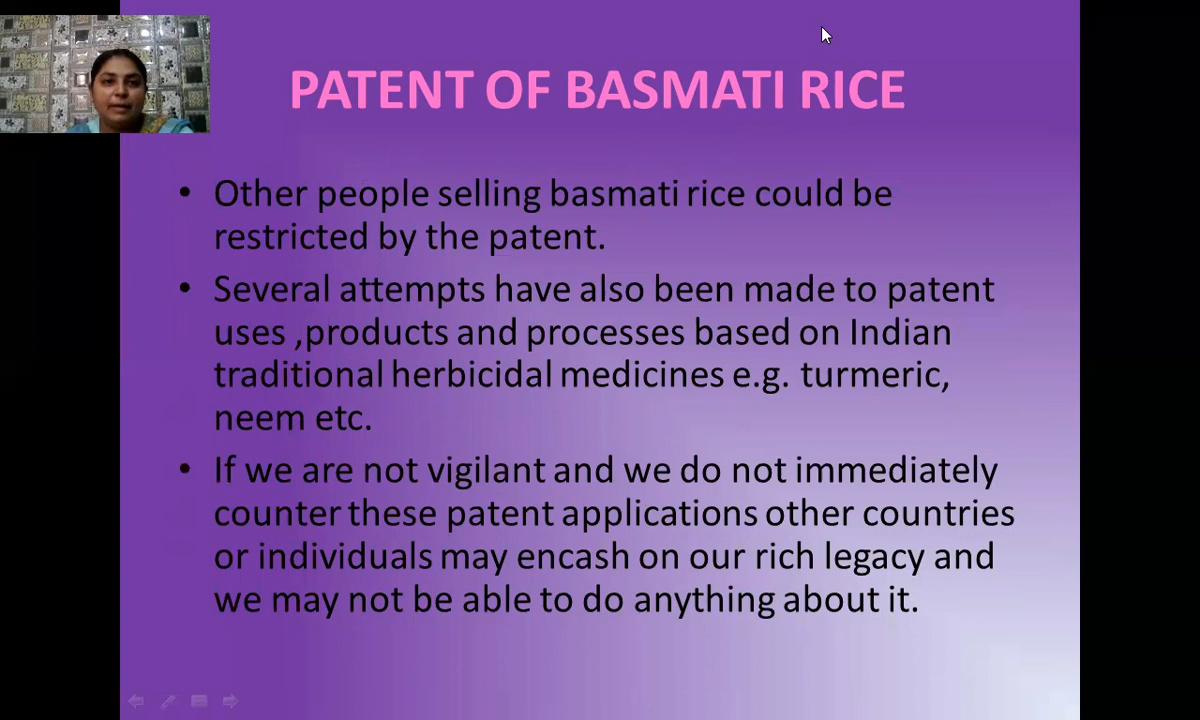 PATENT OF BASMATI RICE
• Other people selling basmati rice could be
restricted by the patent.
• Several attempts have also been made to patent
uses ,products and processes based on Indian
traditional herbicidal medicines e.g. turmeric,
neem etc.
• If we are not vigilant and we do not immediately
counter these patent applications other countries
or individuals may encash on our rich legacy and
we may not be able to do anything about it.